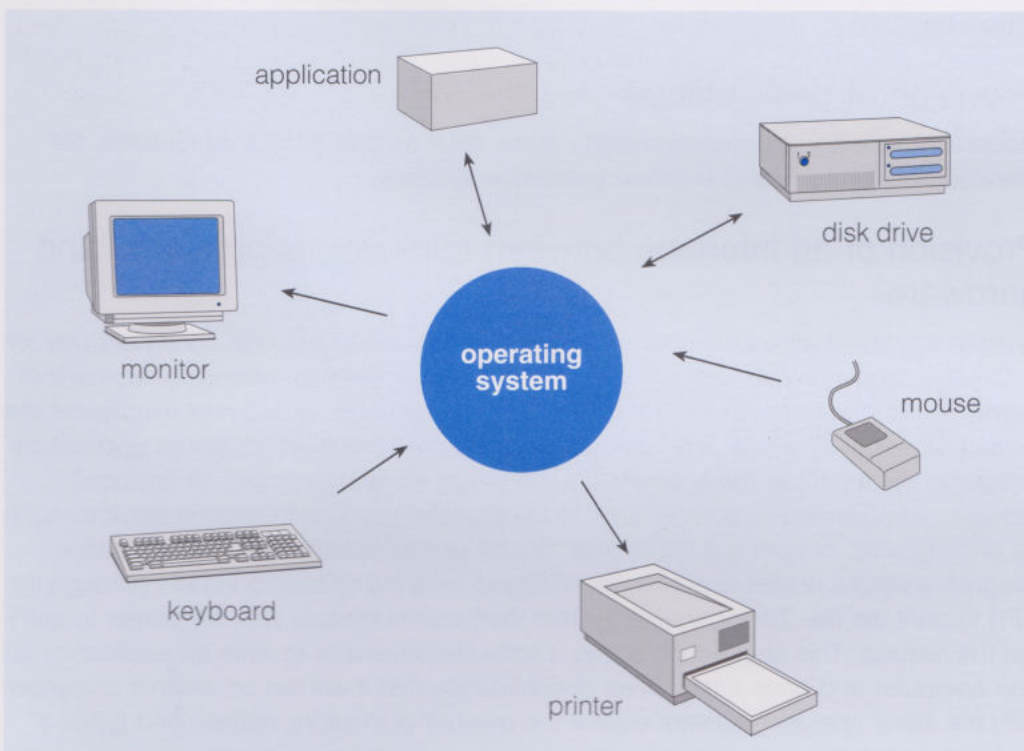 application
disk drive
monitor
operating
system
mouse
keyboard
printer